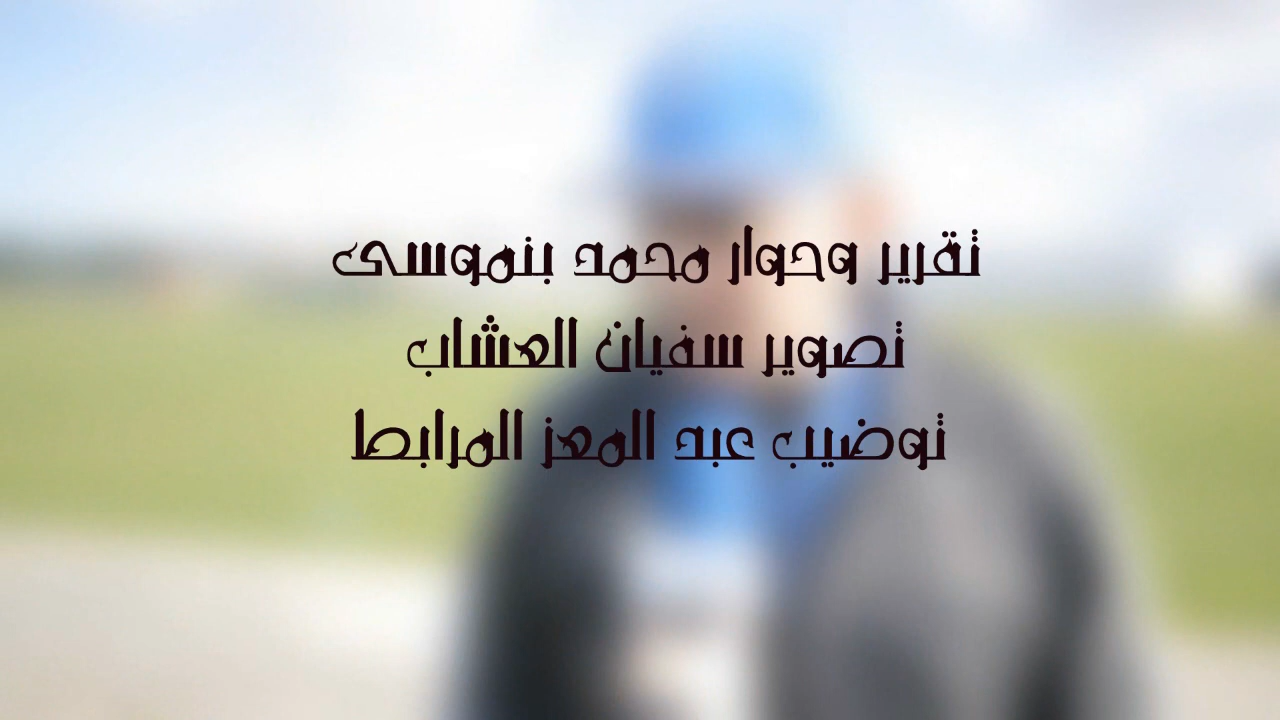 تقرير وحوار محمد بنموسى
تصوير سفيان العشاب
توضيب عبد المعز المرابط